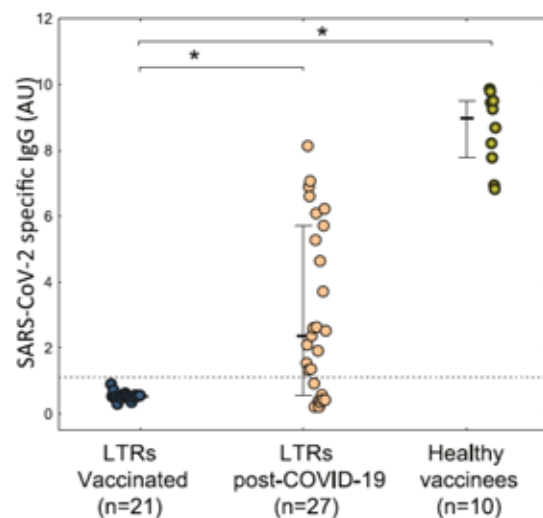 12
*
*
10
8
6
4
2
0
SARS-CoV-2 specific IgG (AU)
LTRs
Vaccinated
(n=21)
LTRs
post-COVID-19
(n=27)
Healthy
vaccinees
(n=10)